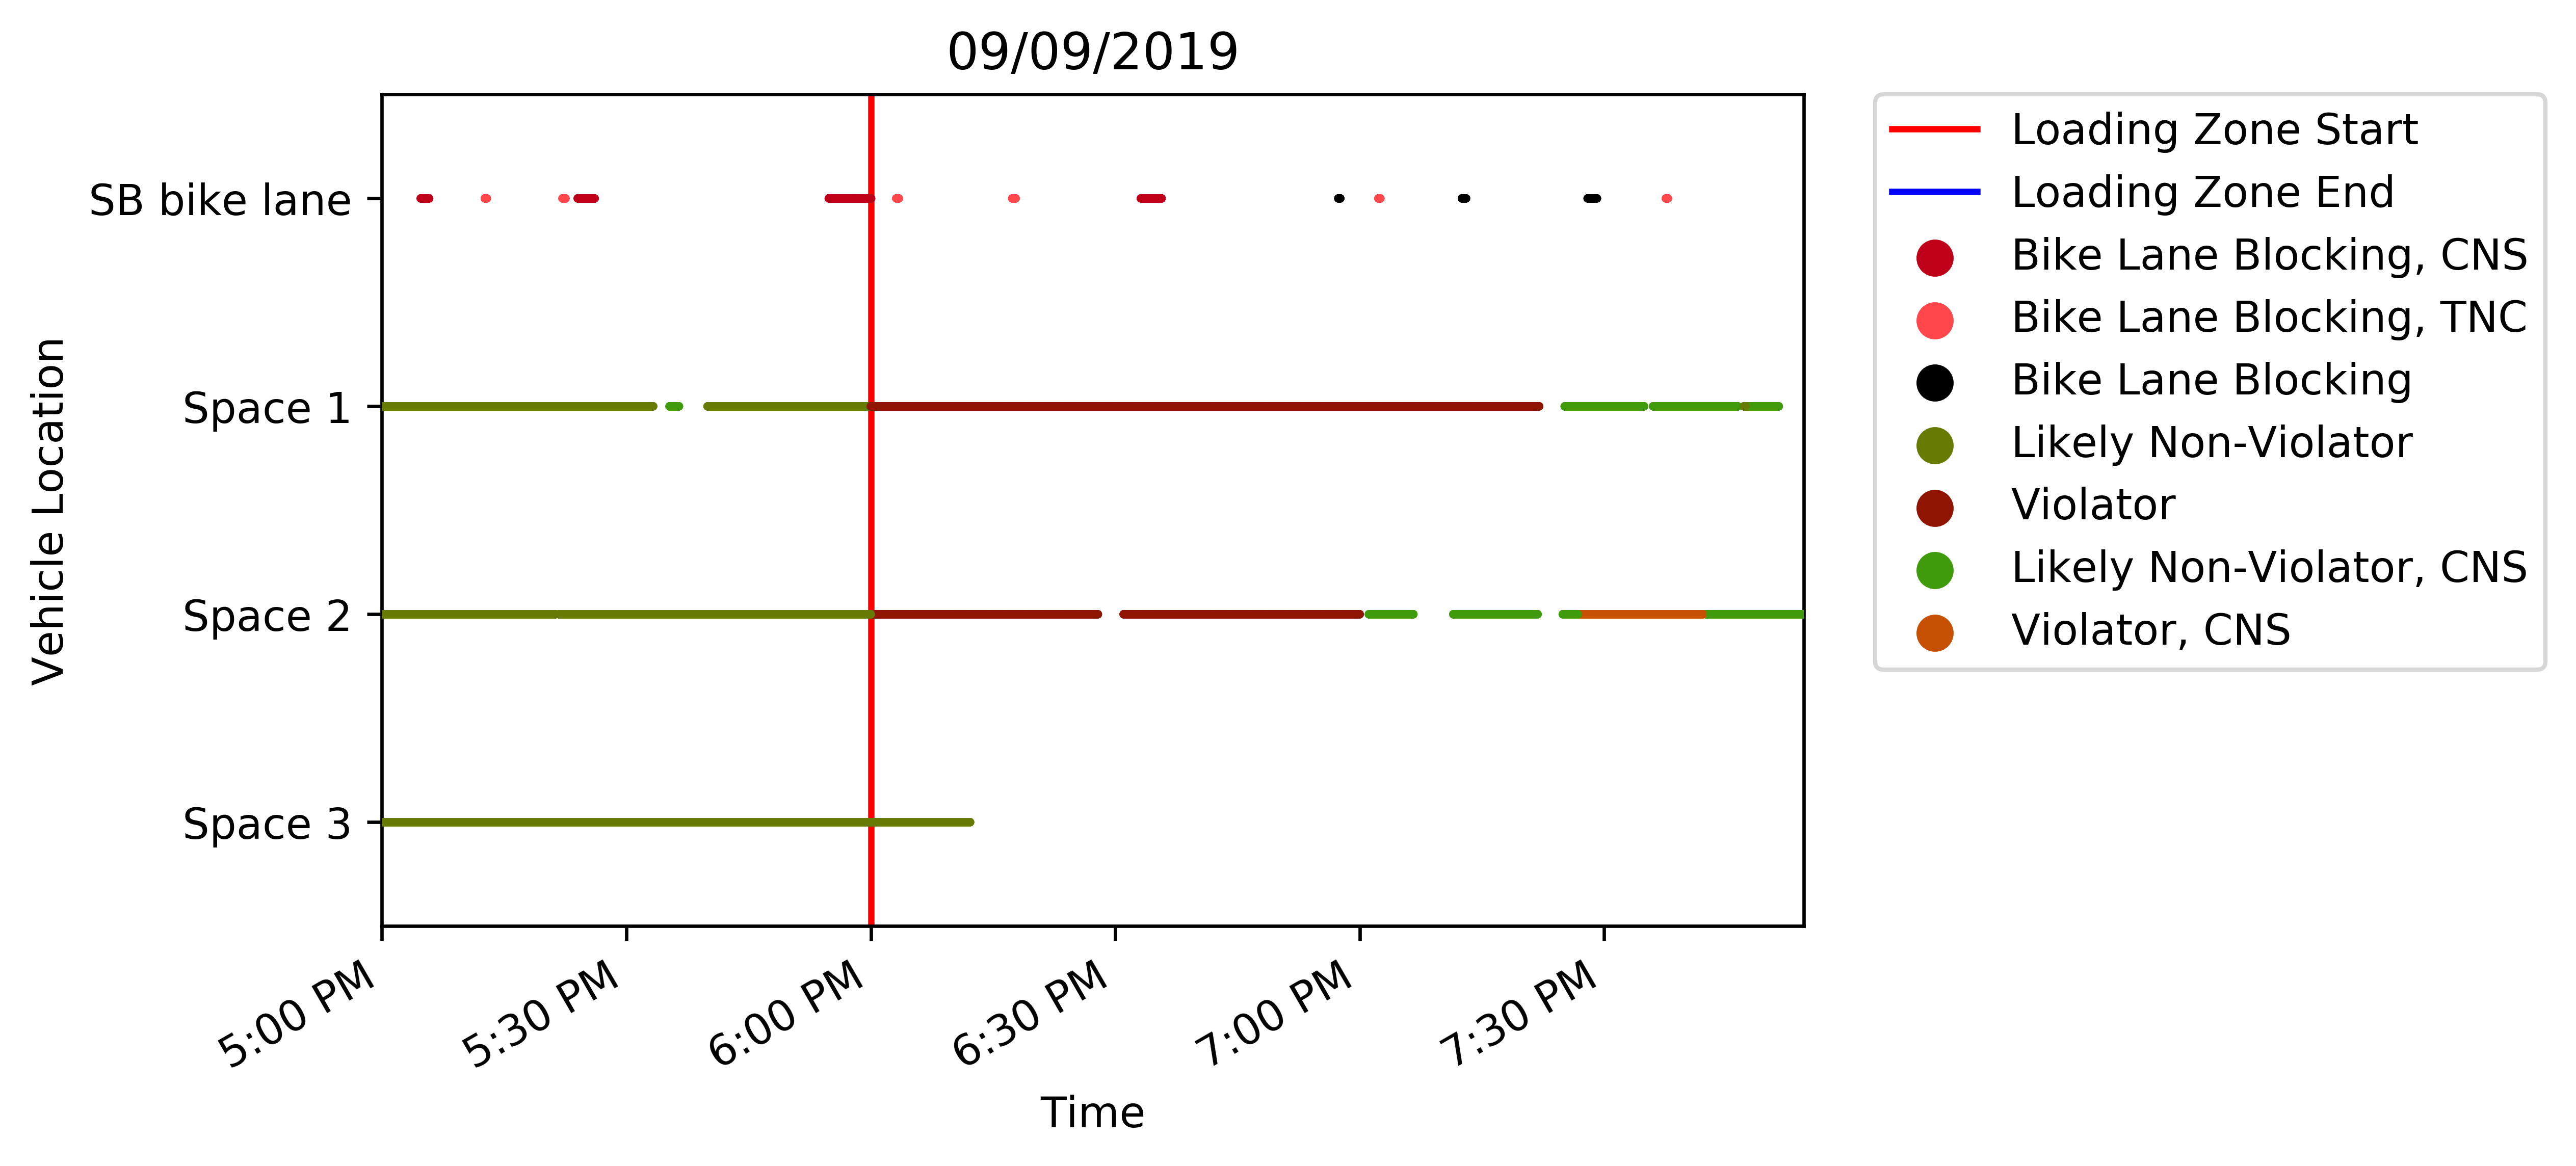 09/09/2019
SB bike lane
Space 1
Space 2
Space 3
Vehicle Location
5:00 PM
5:30 PM
6:00 PM
6:30 PM
7:00 PM
7:30 PM
Time
Loading Zone Start
Loading Zone End
Bike Lane Blocking, CNS
Bike Lane Blocking, TNC
Bike Lane Blocking
Likely Non-Violator
Violator
Likely Non-Violator, CNS
Violator, CNS